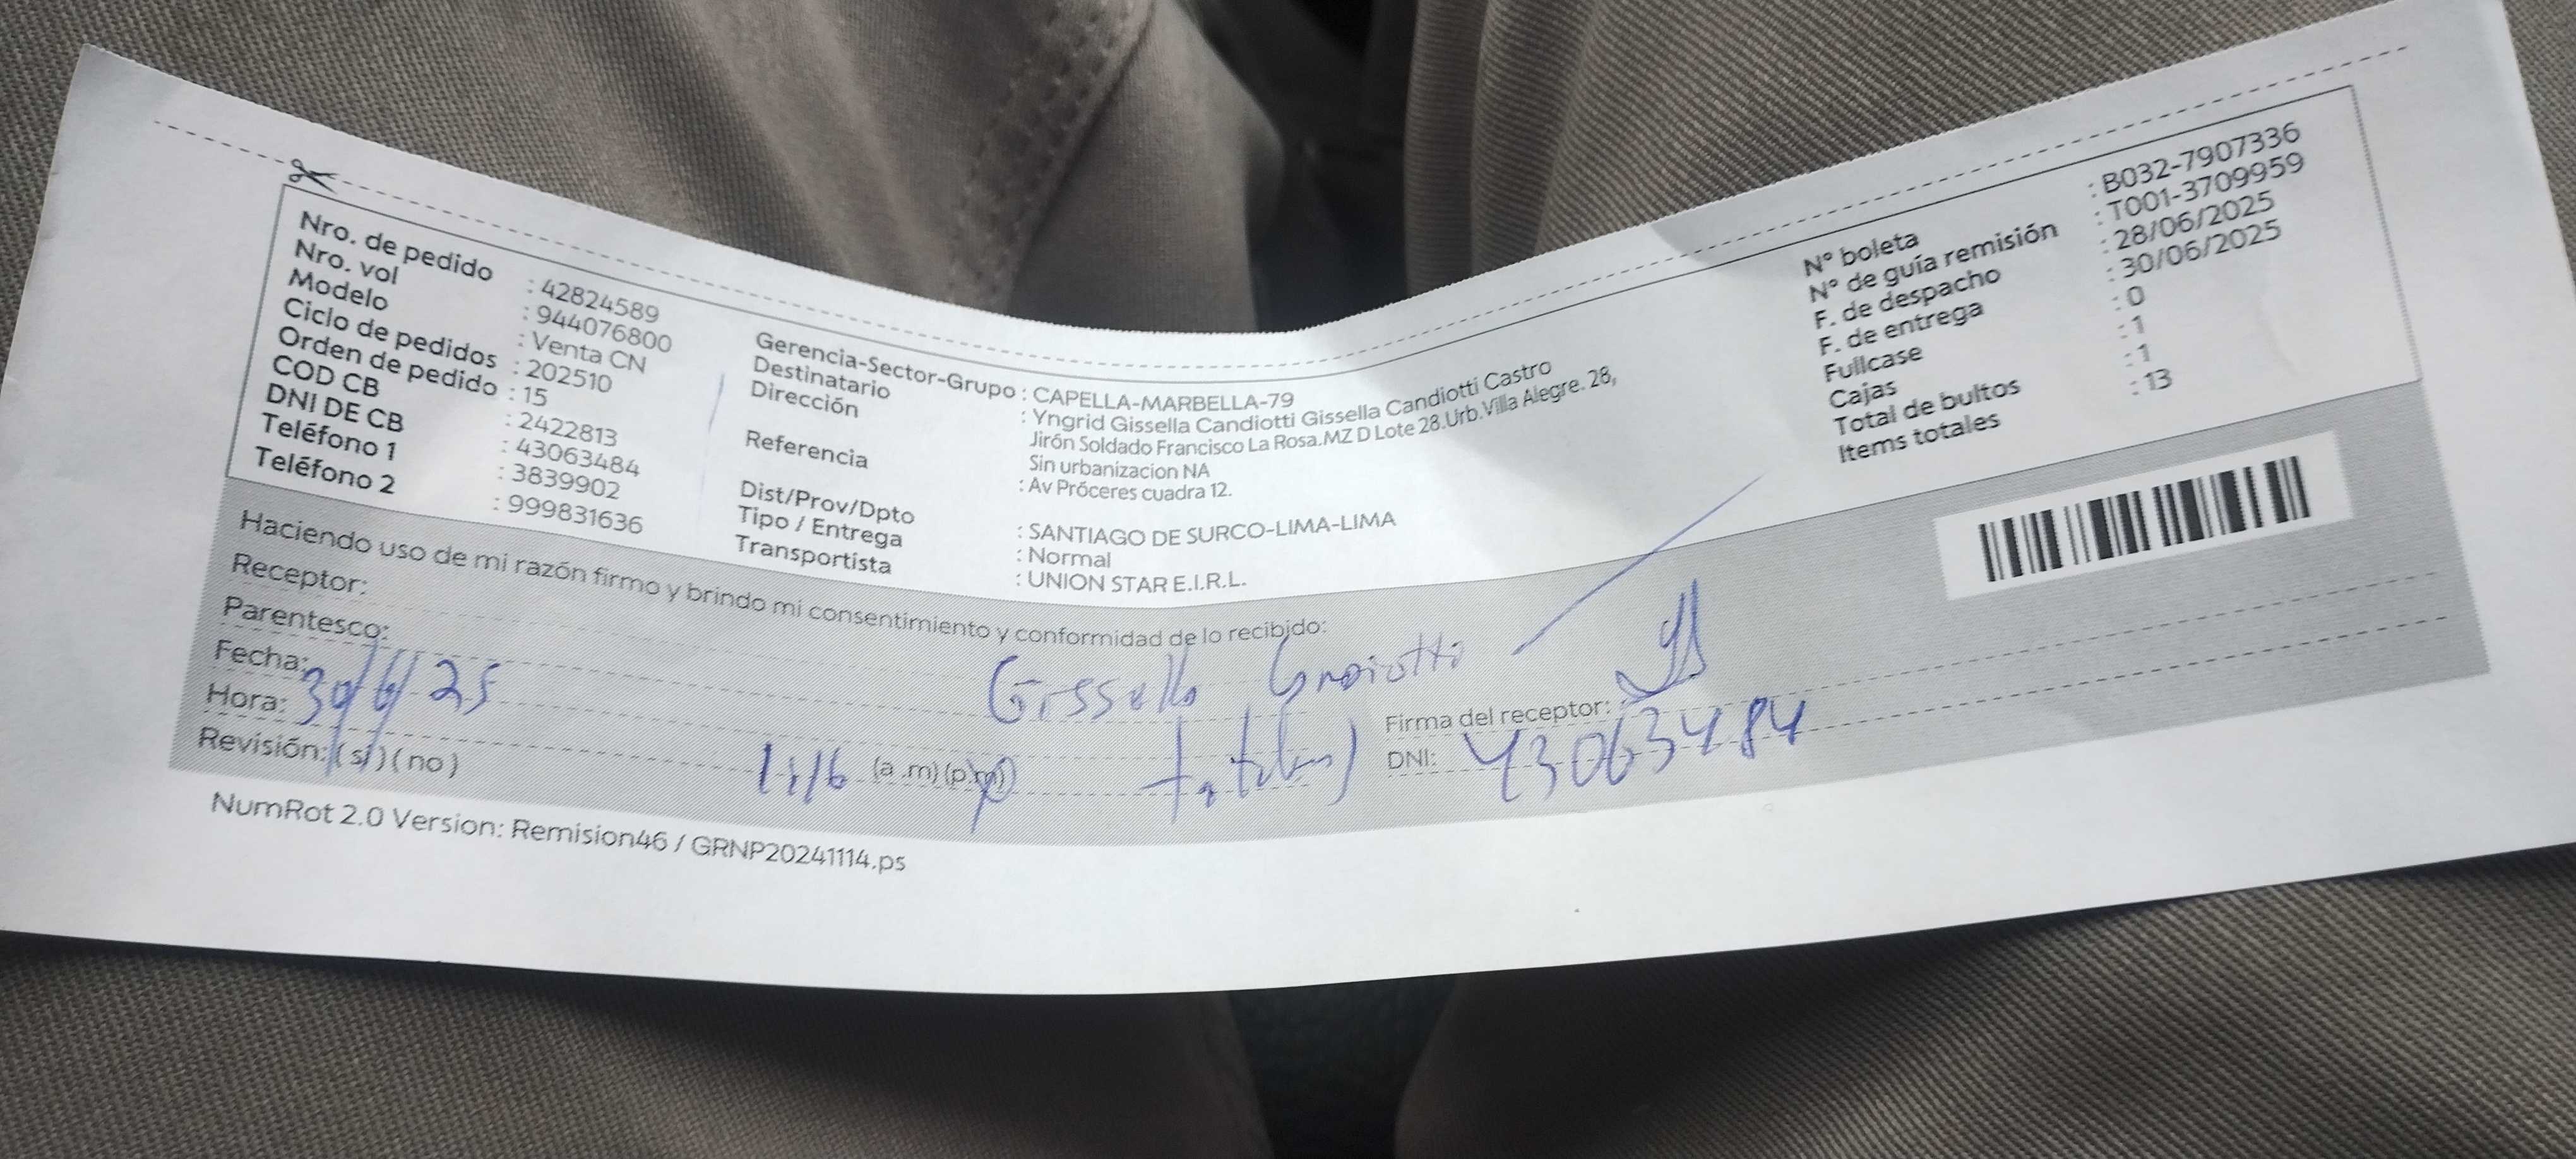 Nro. de pedido : 42824589
Nro. vol : 944076800
Modelo : Venta CN
Ciclo de pedidos : 202510
Orden de pedido : 15
COD CB : 2422813
DNI DE CB : 43063484
Teléfono 1 : 3839902
Teléfono 2 : 999831636
Gerencia-Sector-Grupo : CAPELLA-MARBELLA-79
Destinatario : Yngrid Gissella Candiotti Gissella Candiotti Castro
Dirección Jirón Soldado Francisco La Rosa.MZ D Lote 28.Urb.Villa Alegre. 28,
Sin urbanizacion NA
Referencia : Av Próceres cuadra 12.
Dist/Prov/Dpto : SANTIAGO DE SURCO-LIMA-LIMA
Tipo / Entrega : Normal
Transportista : UNION STAR E.I.R.L.
N° boleta : B032-7907336
N° de guía remisión : T001-3709959
F. de despacho : 28/06/2025
F. de entrega : 30/06/2025
Fullcase : 0
Cajas : 1
Total de bultos : 1
Items totales : 13
Haciendo uso de mi razón firmo y brindo mi consentimiento y conformidad de lo recibido:
Receptor: Gissella
Parentesco:
Fecha: 30/6/25
Hora: (a .m) (p.m)
Revisión: (si) (no)
Firma del receptor:
DNI: 43063484
NumRot 2.0 Version: Remision46 / GRNP20241114.ps